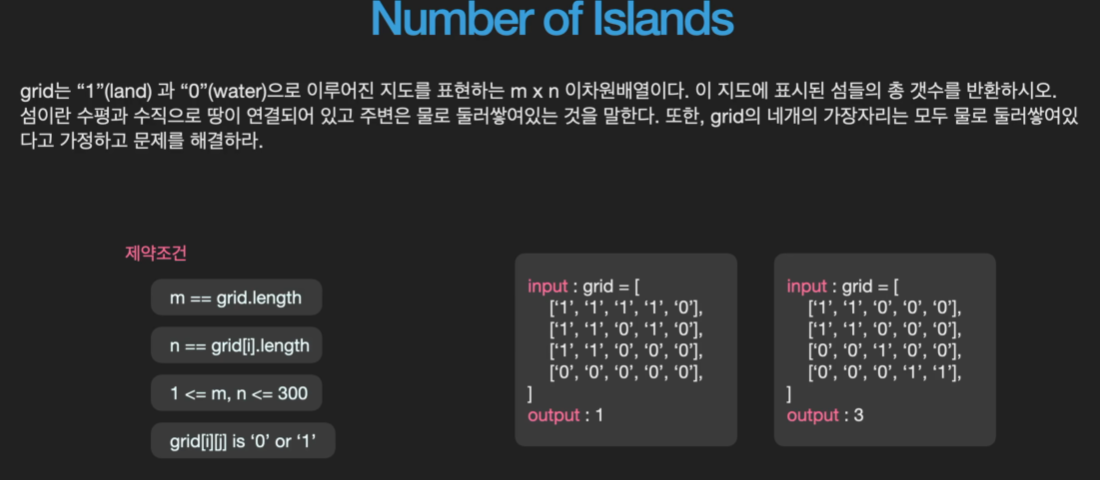 Number of Islands
grid는 “1”(land) 과 “0”(water)으로 이루어진 지도를 표현하는 m x n 이차원배열이다. 이 지도에 표시된 섬들의 총 갯수를 반환하시오.
섬이란 수평과 수직으로 땅이 연결되어 있고 주변은 물로 둘러쌓여있는 것을 말한다. 또한, grid의 네개의 가장자리는 모두 물로 둘러쌓여있
다고 가정하고 문제를 해결하라.
제약조건
m == grid.length
n == grid[i].length
1 <= m, n <= 300
grid[i][j] is ‘0’ or ‘1’
input : grid = [
[‘1’, ‘1’, ‘1’, ‘1’, ‘0’],
[‘1’, ‘1’, ‘0’, ‘1’, ‘0’],
[‘1’, ‘1’, ‘0’, ‘0’, ‘0’],
[‘0’, ‘0’, ‘0’, ‘0’, ‘0’],
]
output : 1
input : grid = [
[‘1’, ‘1’, ‘0’, ‘0’, ‘0’],
[‘1’, ‘1’, ‘0’, ‘0’, ‘0’],
[‘0’, ‘0’, ‘1’, ‘0’, ‘0’],
[‘0’, ‘0’, ‘0’, ‘1’, ‘1’],
]
output : 3